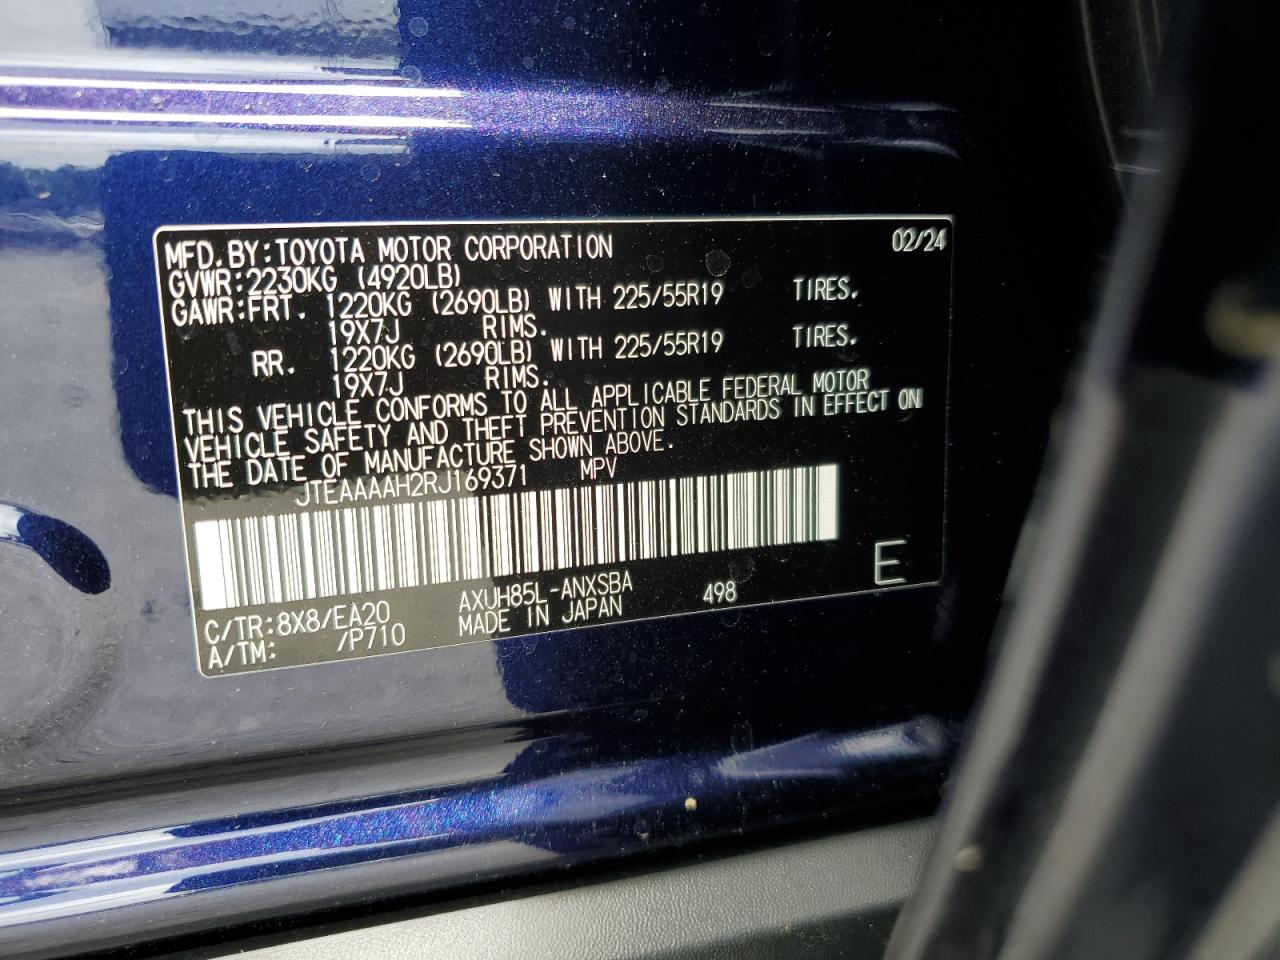 MFD.BY:TOYOTA MOTOR CORPORATION 02/24
GVWR:2230KG (4920LB)
GAWR:FRT. 1220KG (2690LB) WITH 225/55R19 TIRES.
19X7J RIMS.
RR. 1220KG (2690LB) WITH 225/55R19 TIRES.
19X7J RIMS.
THIS VEHICLE CONFORMS TO ALL APPLICABLE FEDERAL MOTOR
VEHICLE SAFETY AND THEFT PREVENTION STANDARDS IN EFFECT ON
THE DATE OF MANUFACTURE SHOWN ABOVE.
JTEAAAAH2RJ169371 MPV
E
C/TR:8X8/EA20 AXUH85L-ANXSBA 498
A/TM: /P710 MADE IN JAPAN